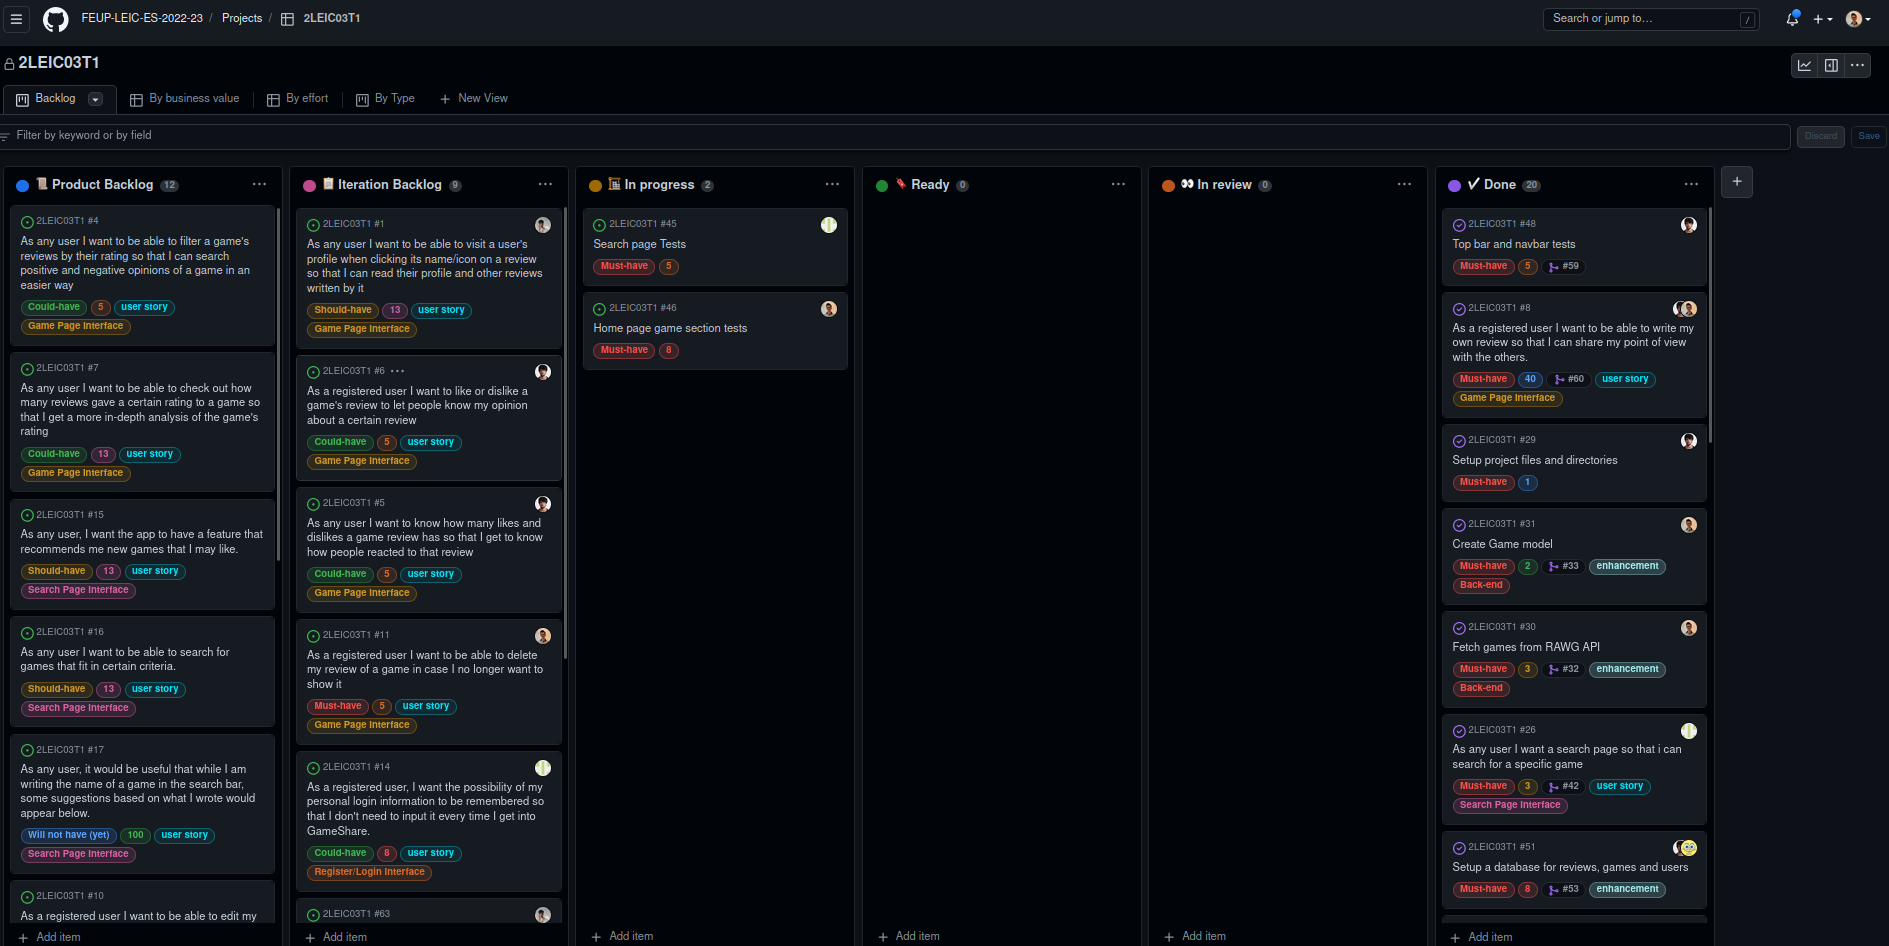 FEUP-LEIC-ES-2022-23 / Projects / 2LEIC03T1
Search or jump to... /
2LEIC03T1
Backlog
By business value
By effort
By Type
New View
Filter by keyword or by field
Discard
Save
Product Backlog 12
2LEIC03T1 #4
As any user I want to be able to filter a game's
reviews by their rating so that I can search
positive and negative opinions of a game in an
easier way
Could-have 5 user story
Game Page Interface
2LEIC03T1 #7
As any user I want to be able to check out how
many reviews gave a certain rating to a game so
that I get a more in-depth analysis of the game's
rating
Could-have 13 user story
Game Page Interface
2LEIC03T1 #15
As any user, I want the app to have a feature that
recommends me new games that I may like.
Should-have 13 user story
Search Page Interface
2LEIC03T1 #16
As any user I want to be able to search for
games that fit in certain criteria.
Should-have 13 user story
Search Page Interface
2LEIC03T1 #17
As any user, it would be useful that while I am
writing the name of a game in the search bar,
some suggestions based on what I wrote would
appear below.
Will not have (yet) 100 user story
Search Page Interface
2LEIC03T1 #10
As a registered user I want to be able to edit my
Add item
Iteration Backlog 9
2LEIC03T1 #1
As any user I want to be able to visit a user's
profile when clicking its name/icon on a review
so that I can read their profile and other reviews
written by it
Should-have 13 user story
Game Page Interface
2LEIC03T1 #6
As a registered user I want to like or dislike a
game's review to let people know my opinion
about a certain review
Could-have 5 user story
Game Page Interface
2LEIC03T1 #5
As any user I want to know how many likes and
dislikes a game review has so that I get to know
how people reacted to that review
Could-have 5 user story
Game Page Interface
2LEIC03T1 #11
As a registered user I want to be able to delete
my review of a game in case I no longer want to
show it
Must-have 5 user story
Game Page Interface
2LEIC03T1 #14
As a registered user, I want the possibility of my
personal login information to be remembered so
that I don't need to input it every time I get into
GameShare.
Could-have 8 user story
Register/Login Interface
2LEIC03T1 #63
Add item
In progress 2
2LEIC03T1 #45
Search page Tests
Must-have 5
2LEIC03T1 #46
Home page game section tests
Must-have 8
Add item
Ready 0
Add item
In review 0
Add item
Done 20
2LEIC03T1 #48
Top bar and navbar tests
Must-have 5 #59
2LEIC03T1 #8
As a registered user I want to be able to write my
own review so that I can share my point of view
with the others.
Must-have 40 #60 user story
Game Page Interface
2LEIC03T1 #29
Setup project files and directories
Must-have 1
2LEIC03T1 #31
Create Game model
Must-have 2 #33 enhancement
Back-end
2LEIC03T1 #30
Fetch games from RAWG API
Must-have 3 #32 enhancement
Back-end
2LEIC03T1 #26
As any user I want a search page so that i can
search for a specific game
Must-have 3 #42 user story
Search Page Interface
2LEIC03T1 #51
Setup a database for reviews, games and users
Must-have 8 #53 enhancement
Add item